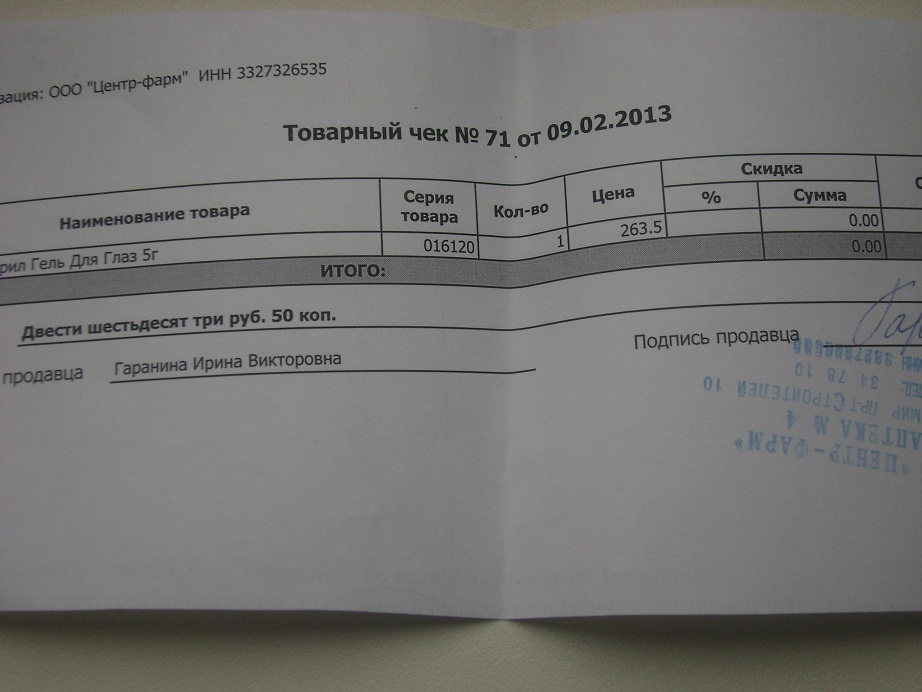 зация: ООО "Центр-фарм" ИНН 3327326535
Товарный чек № 71 от 09.02.2013
Наименование товара Серия товара Кол-во Цена Скидка
% Сумма
рил Гель Для Глаз 5г 016120 1 263.5 0.00
ИТОГО: 0.00
Двести шестьдесят три руб. 50 коп.
Подпись продавца
продавца Гаранина Ирина Викторовна
"ЦЕНТР-ФАРМ"
АПТЕКА № 4
МИР ПР-Т СТРОИТЕЛЕЙ 10
34 78 10
ИНН